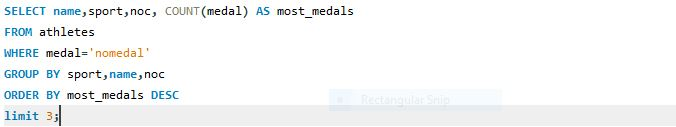 SELECT name,sport,noc, COUNT(medal) AS most_medals
FROM athletes
WHERE medal='nomedal'
GROUP BY sport,name,noc
ORDER BY most_medals DESC
Rectangular Snip
limit 3;